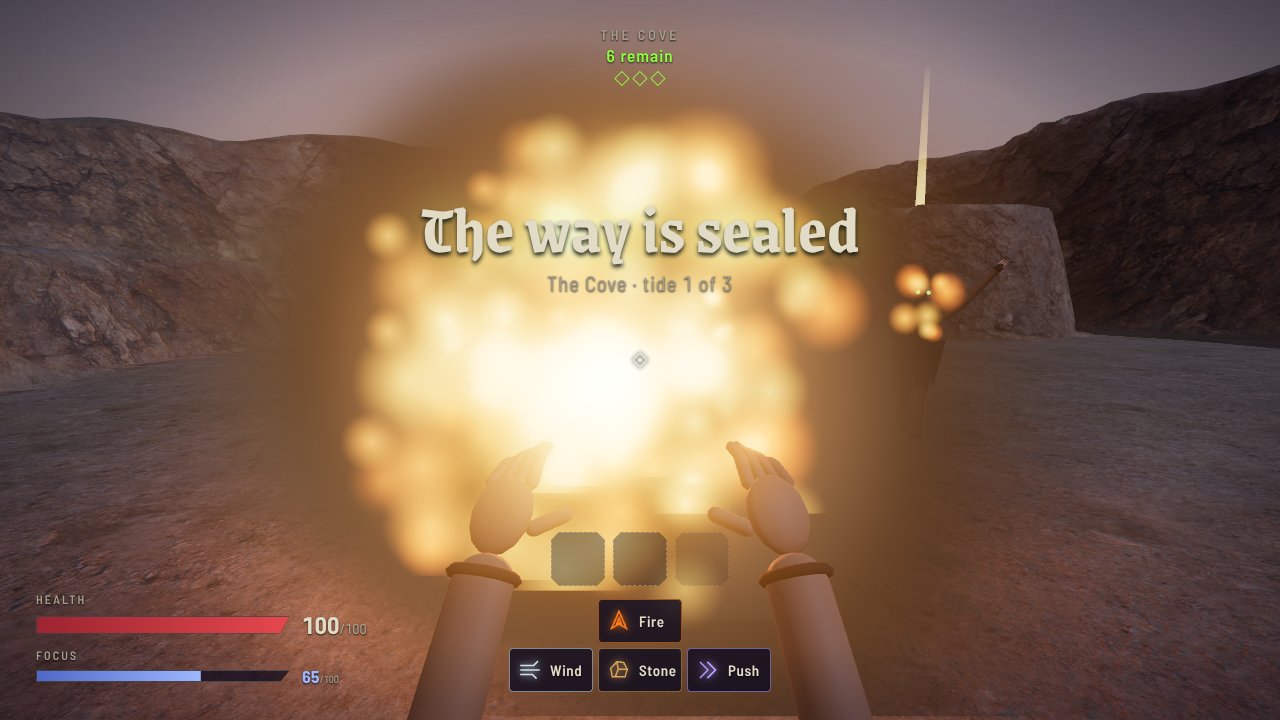 THE COVE
6 remain
The way is sealed
The Cove · tide 1 of 3
HEALTH
100/100
FOCUS
65/100
Fire
Wind
Stone
Push